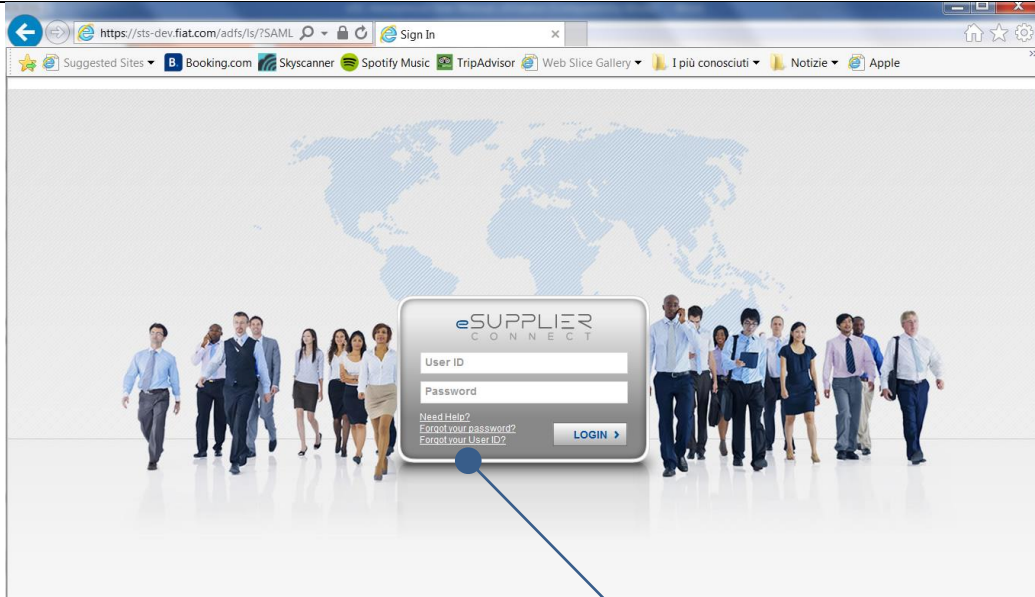 https://sts-dev.fiat.com/adfs/ls/?SAML
Sign In
Suggested Sites
B. Booking.com
Skyscanner
Spotify Music
TripAdvisor
Web Slice Gallery
I più conosciuti
Notizie
Apple
eSUPPLIER
CONNECT
User ID
Password
Need Help?
Forgot your password?
Forgot your User ID?
LOGIN >